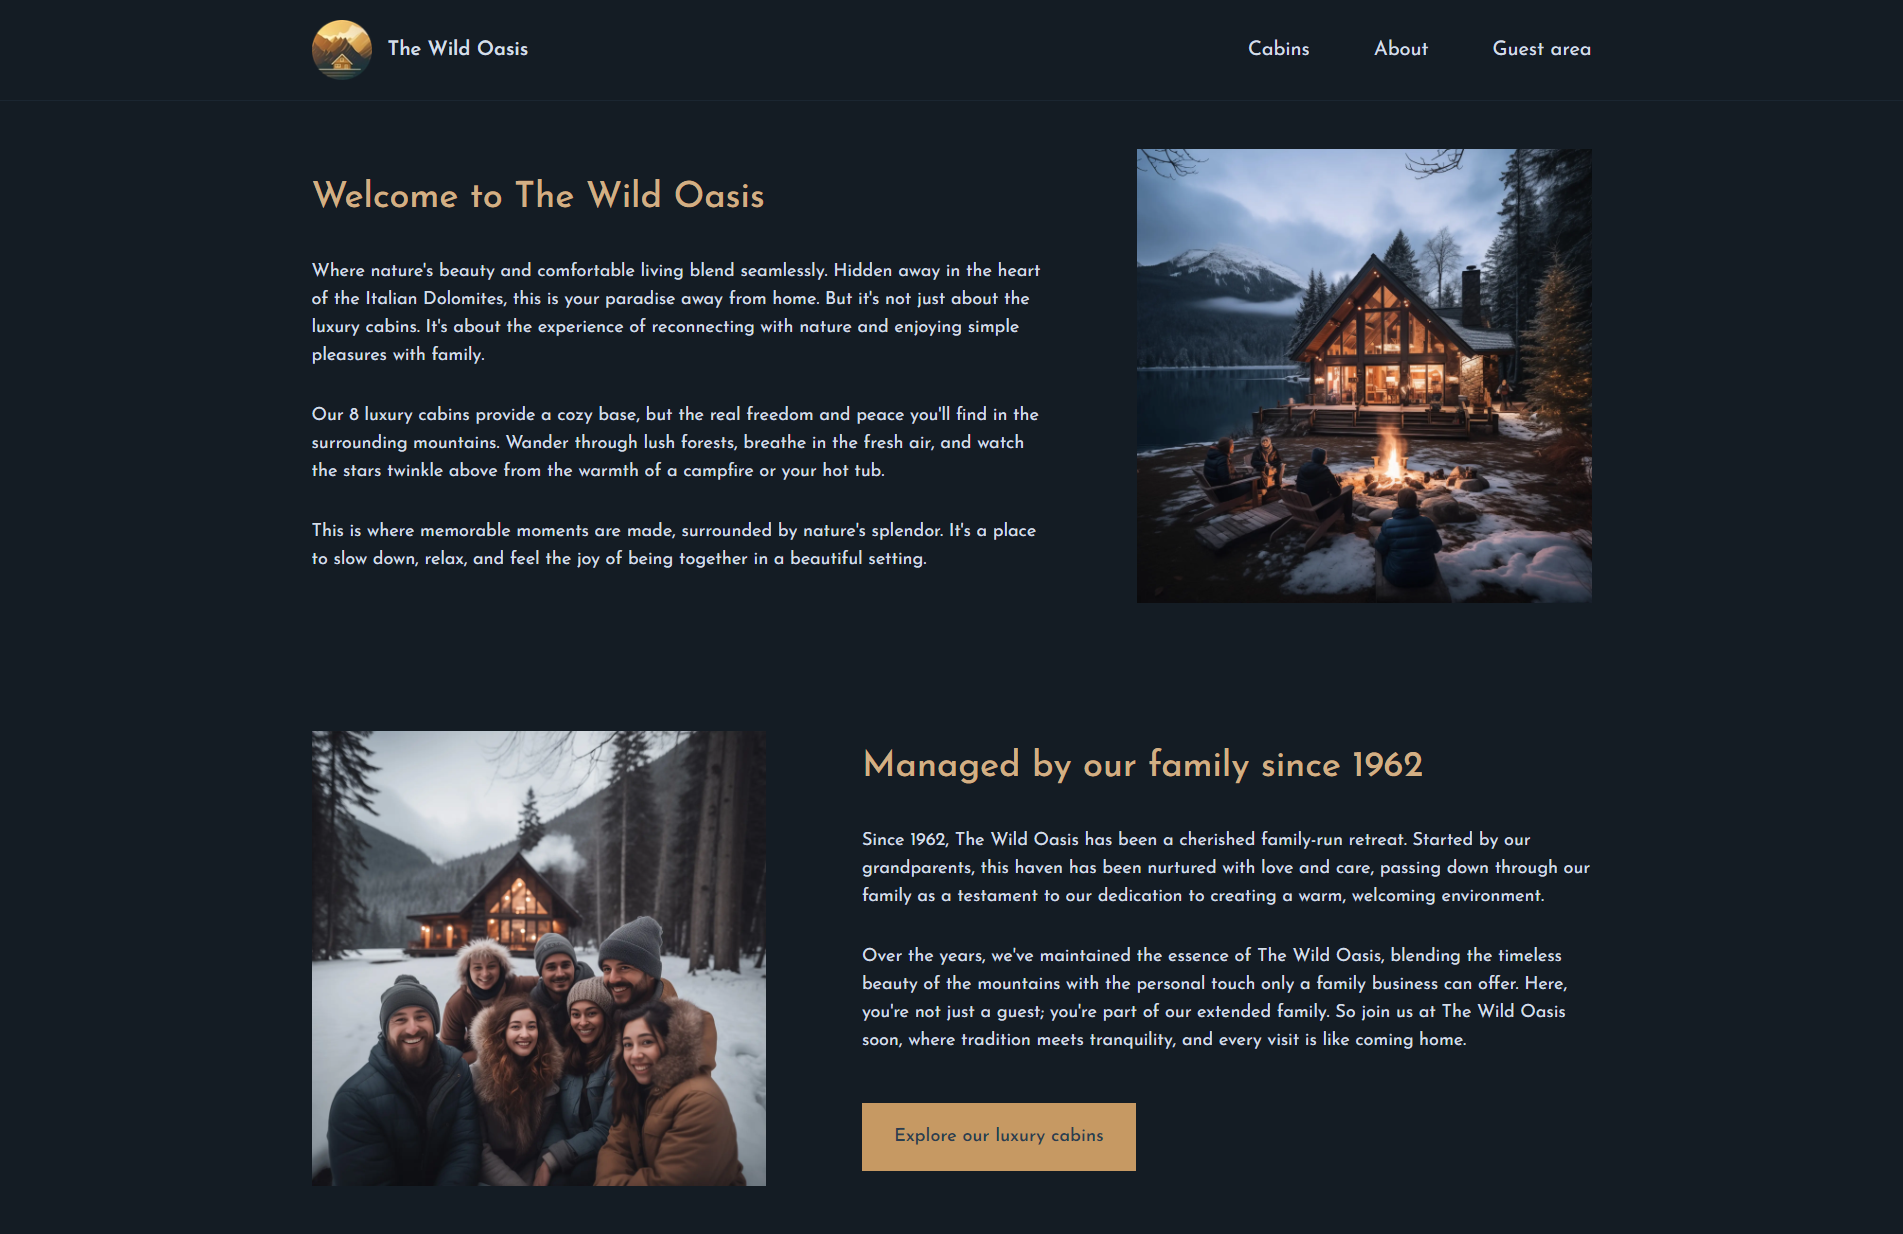 The Wild Oasis
Cabins
About
Guest area
Welcome to The Wild Oasis
Where nature's beauty and comfortable living blend seamlessly. Hidden away in the heart
of the Italian Dolomites, this is your paradise away from home. But it's not just about the
luxury cabins. It's about the experience of reconnecting with nature and enjoying simple
pleasures with family.
Our 8 luxury cabins provide a cozy base, but the real freedom and peace you'll find in the
surrounding mountains. Wander through lush forests, breathe in the fresh air, and watch
the stars twinkle above from the warmth of a campfire or your hot tub.
This is where memorable moments are made, surrounded by nature's splendor. It's a place
to slow down, relax, and feel the joy of being together in a beautiful setting.
Managed by our family since 1962
Since 1962, The Wild Oasis has been a cherished family-run retreat. Started by our
grandparents, this haven has been nurtured with love and care, passing down through our
family as a testament to our dedication to creating a warm, welcoming environment.
Over the years, we've maintained the essence of The Wild Oasis, blending the timeless
beauty of the mountains with the personal touch only a family business can offer. Here,
you're not just a guest; you're part of our extended family. So join us at The Wild Oasis
soon, where tradition meets tranquility, and every visit is like coming home.
Explore our luxury cabins